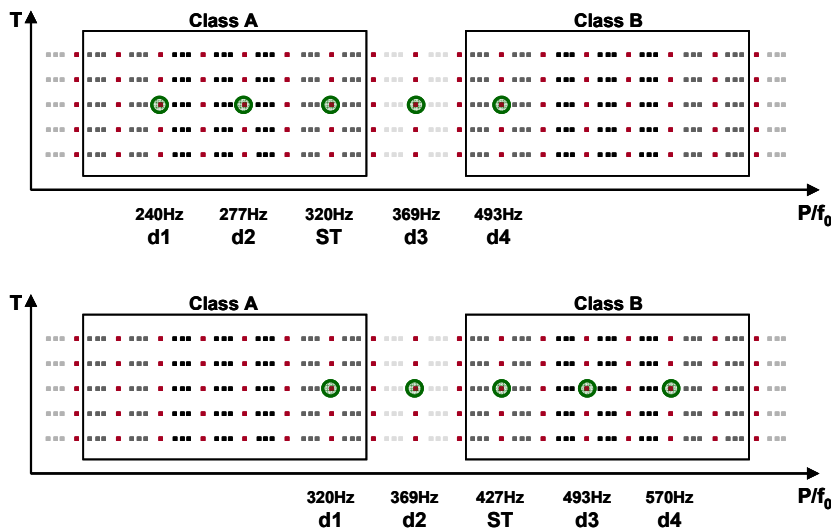 T
Class A Class B
240Hz 277Hz 320Hz 369Hz 493Hz P/f0
d1 d2 ST d3 d4
T
Class A Class B
320Hz 369Hz 427Hz 493Hz 570Hz P/f0
d1 d2 ST d3 d4